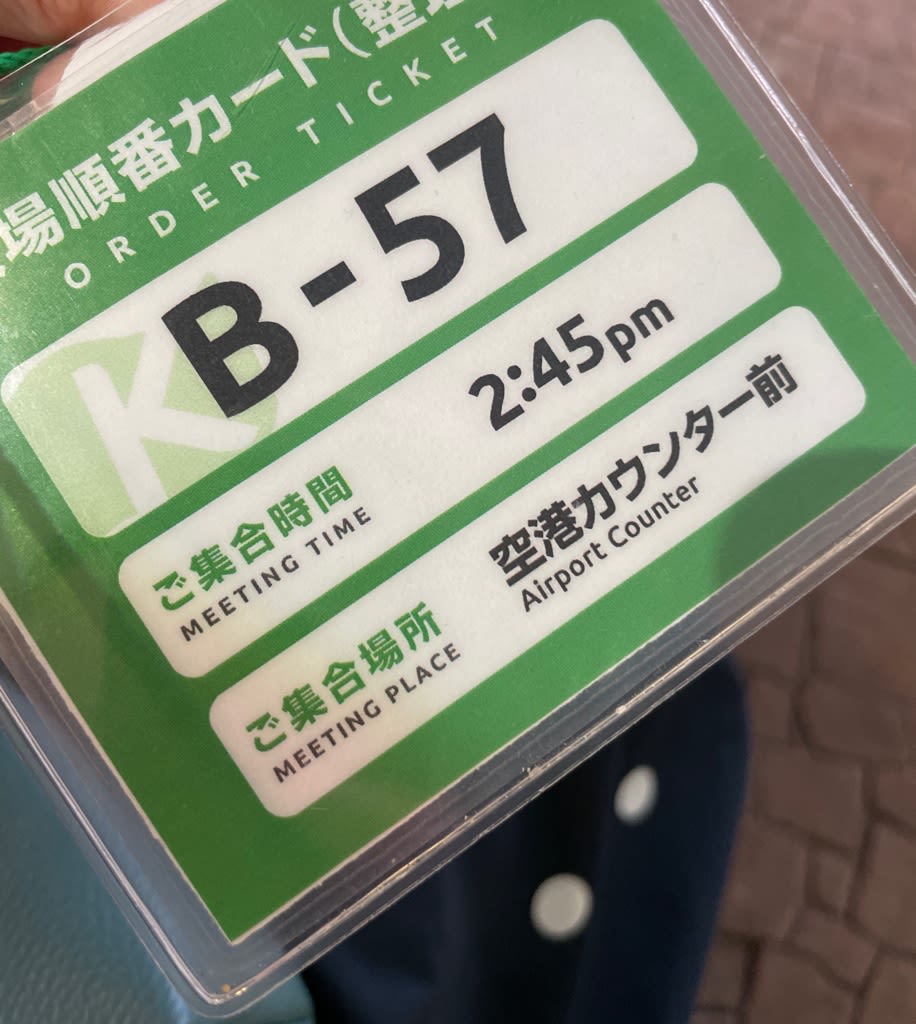 場順番カード(整理
ORDER TICKET
K
B-57
ご集合時間
MEETING TIME
2:45pm
ご集合場所
MEETING PLACE
空港カウンター前
Airport Counter